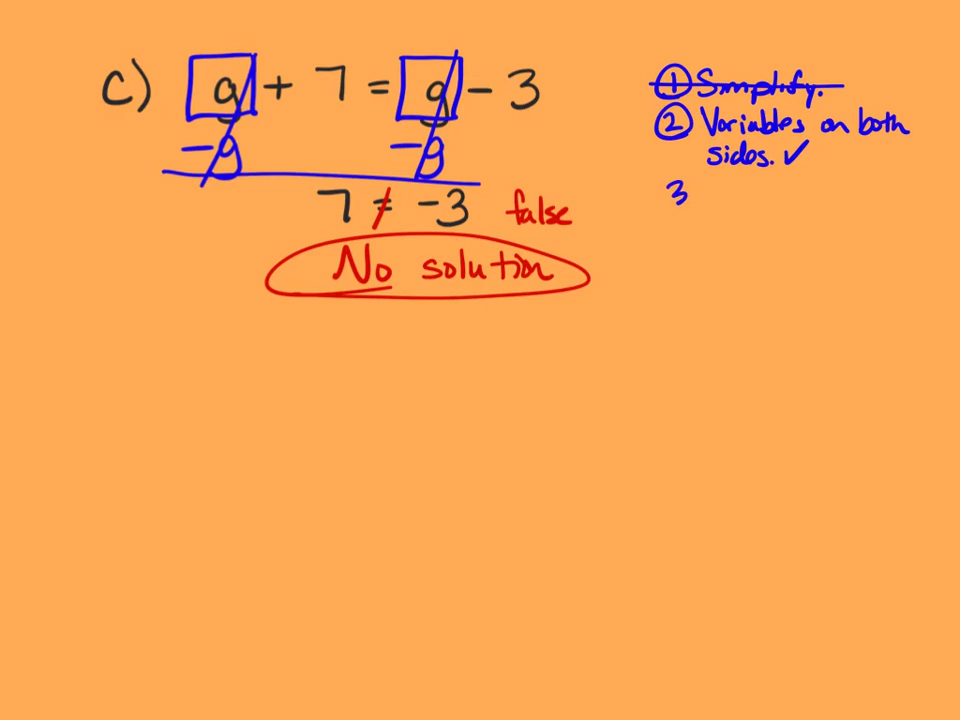 c) g + 7 = g - 3
-g -g
7 ≠ -3 false
No solution
① Simplify.
② Variables on both
sides. ✓
3